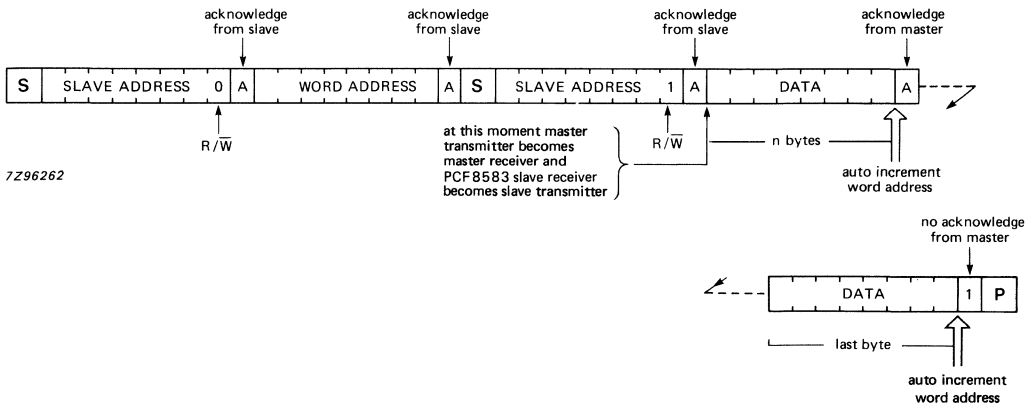 acknowledge
from slave
acknowledge
from slave
acknowledge
from slave
acknowledge
from master
S SLAVE ADDRESS 0 A WORD ADDRESS A S SLAVE ADDRESS 1 A DATA A
R/W̅
at this moment master
transmitter becomes
master receiver and
PCF8583 slave receiver
becomes slave transmitter
R/W̅
n bytes
auto increment
word address
7Z96262
no acknowledge
from master
DATA 1 P
last byte
auto increment
word address